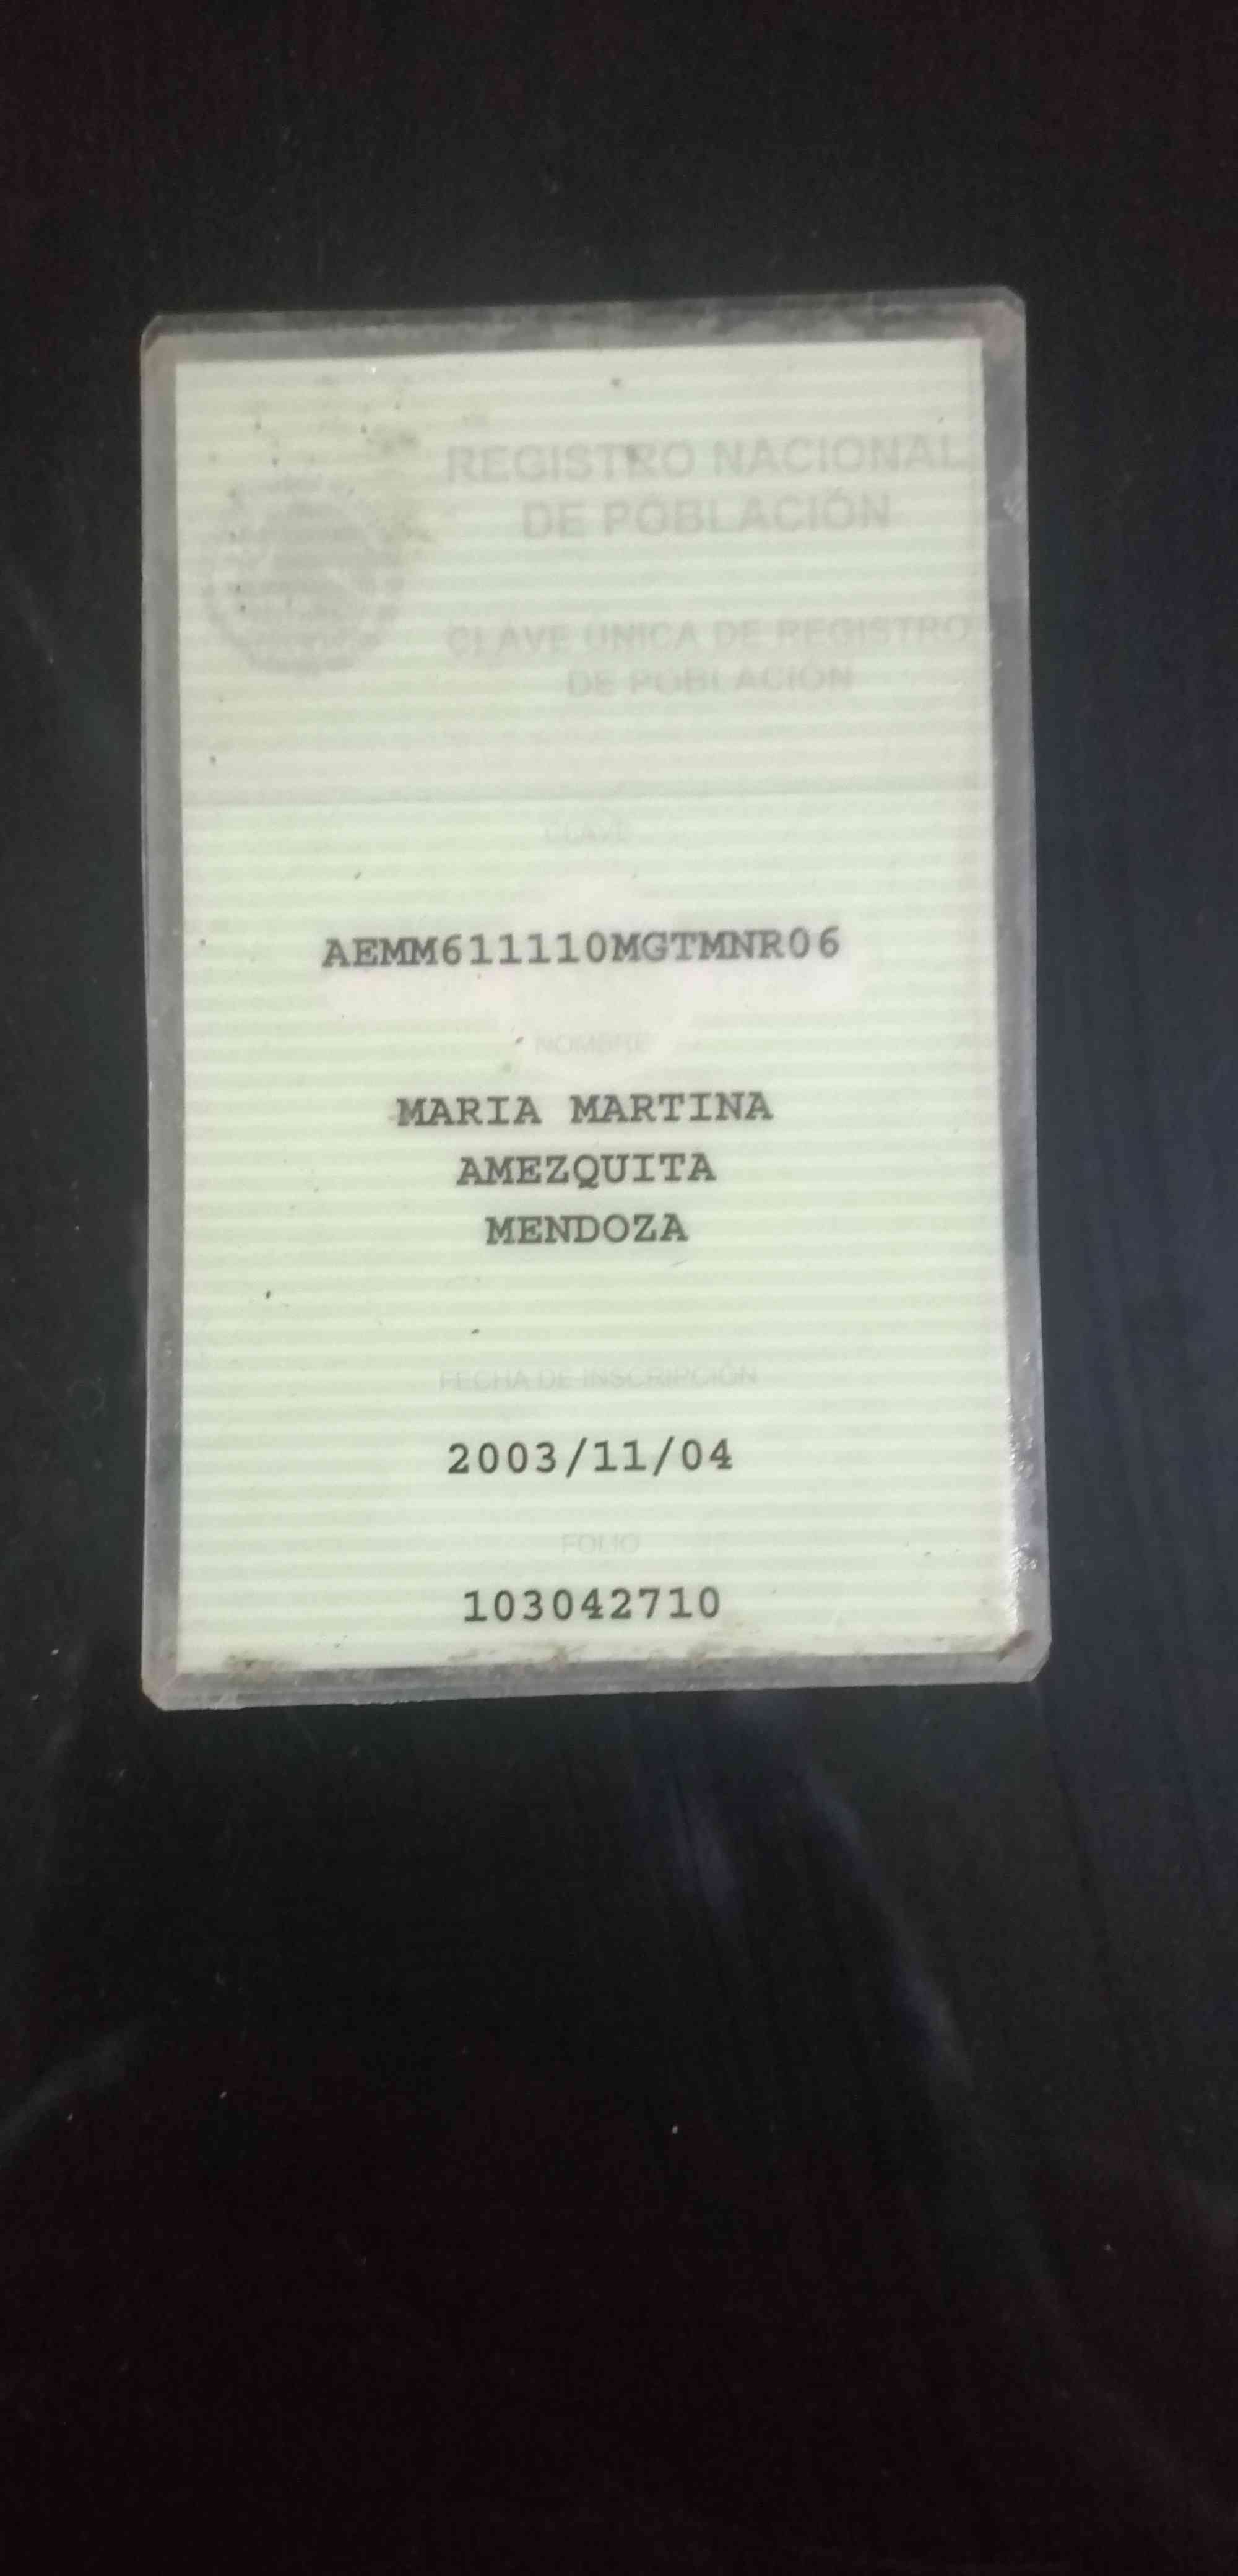 REGISTRO NACIONAL
DE POBLACIÓN
CLAVE ÚNICA DE REGISTRO
DE POBLACIÓN
CLAVE
AEMM611110MGTMNR06
NOMBRE
MARIA MARTINA
AMEZQUITA
MENDOZA
FECHA DE INSCRIPCIÓN
2003/11/04
FOLIO
103042710